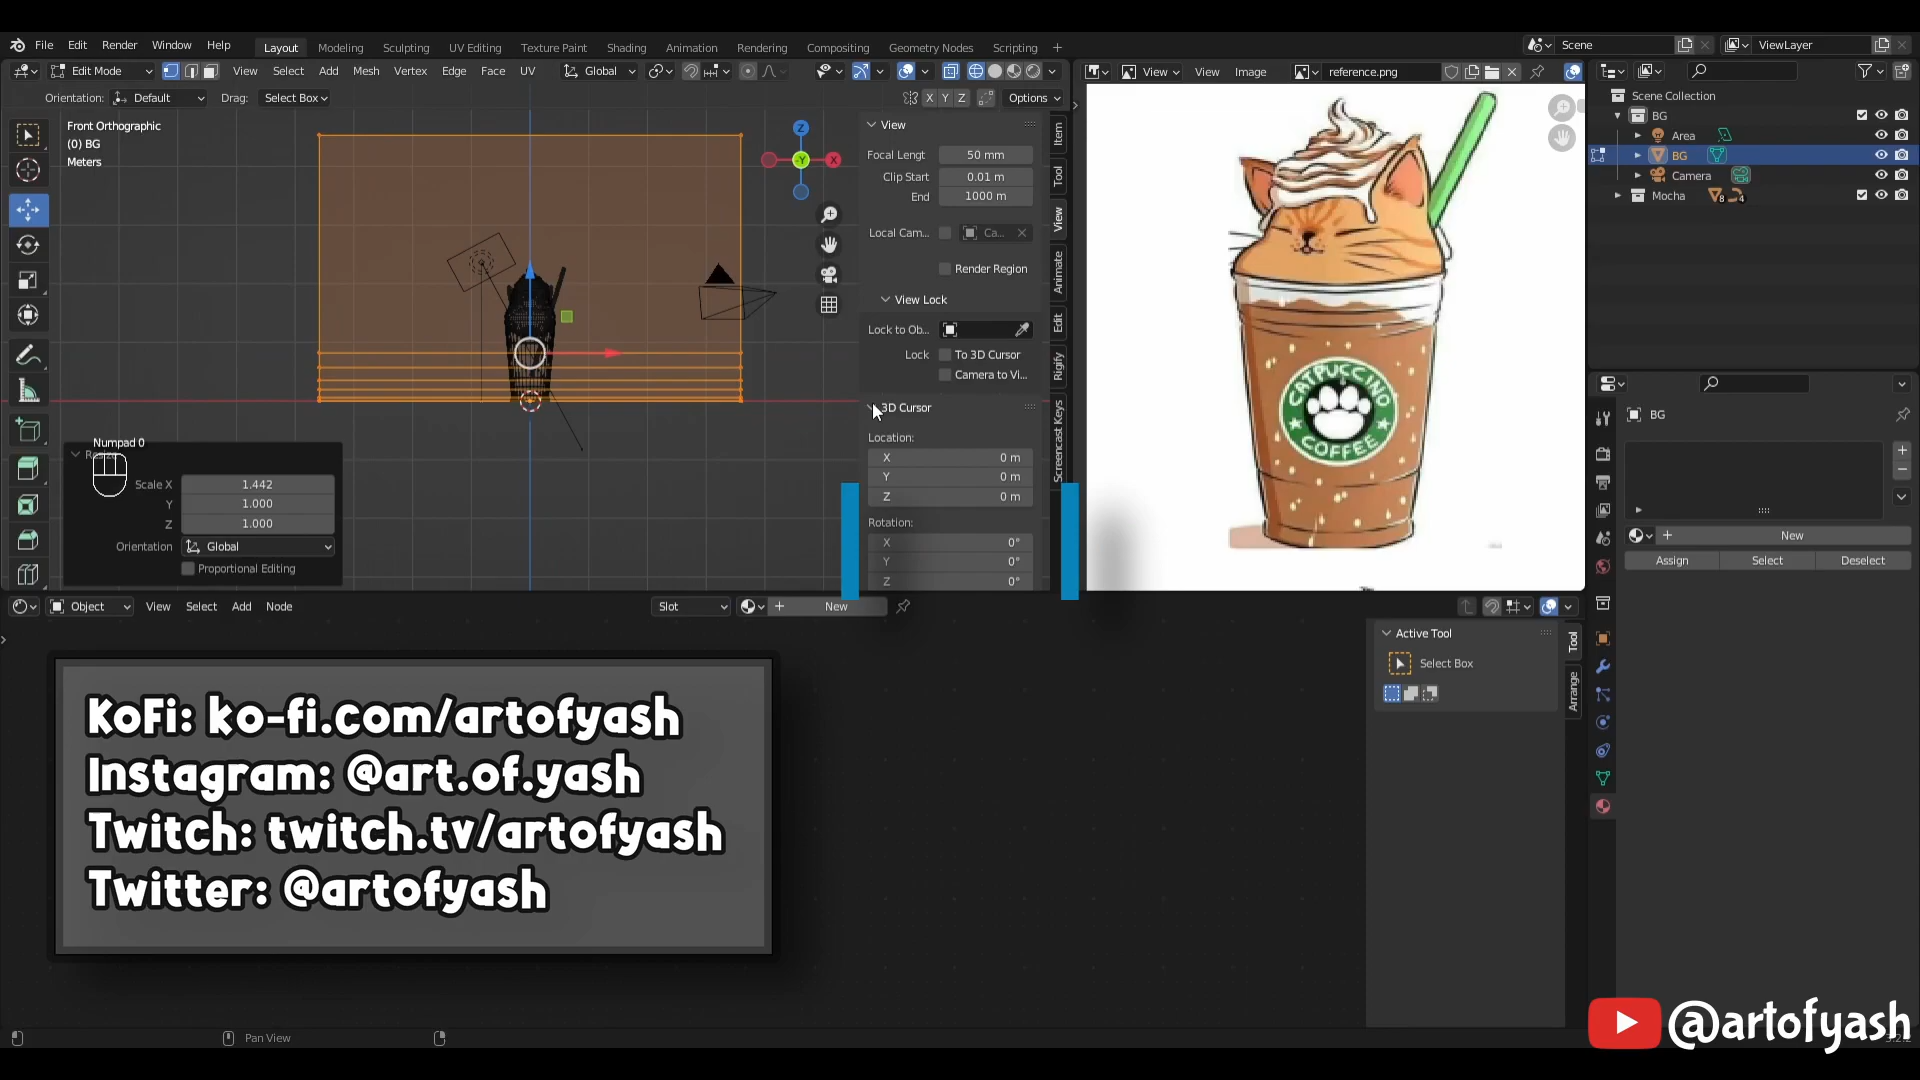 File Edit Render Window Help
Layout Modeling Sculpting UV Editing Texture Paint Shading Animation Rendering Compositing Geometry Nodes Scripting +
Scene
ViewLayer
Edit Mode View Select Add Mesh Vertex Edge Face UV Global
View View Image reference.png
Orientation: Default Drag: Select Box
X Y Z Options
Front Orthographic
(0) BG
Meters
Z
-Y
X
View
Focal Lengt 50 mm
Clip Start 0.01 m
End 1000 m
Local Cam... Ca...
Render Region
View Lock
Lock to Ob...
Lock To 3D Cursor
Camera to Vi...
3D Cursor
Location:
X 0 m
Y 0 m
Z 0 m
Rotation:
X 0°
Y 0°
Z 0°
Item
Tool
View
Animate
Edit
Rigify
Screencast Keys
CATPUCCINO
COFFEE
Scene Collection
BG
Area
BG
Camera
Mocha 8 4
BG
New
Assign Select Deselect
Numpad 0
Scale X 1.442
Y 1.000
Z 1.000
Orientation Global
Proportional Editing
Object View Select Add Node Slot New
Active Tool
Select Box
Tool
Arrange
KoFi: ko-fi.com/artofyash
Instagram: @art.of.yash
Twitch: twitch.tv/artofyash
Twitter: @artofyash
Pan View
@artofyash